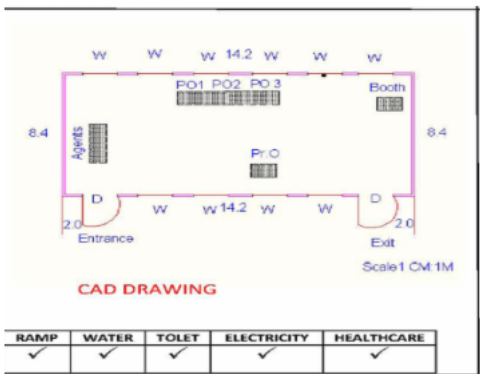 W W W 14.2 W W W
PO1 PO2 PO3 Booth
8.4 Agents 8.4
Pr.O
D W W 14.2 W W D
2.0 2.0
Entrance Exit
Scale1 CM:1M
CAD DRAWING
RAMP WATER TOLET ELECTRICITY HEALTHCARE
✓ ✓ ✓ ✓ ✓